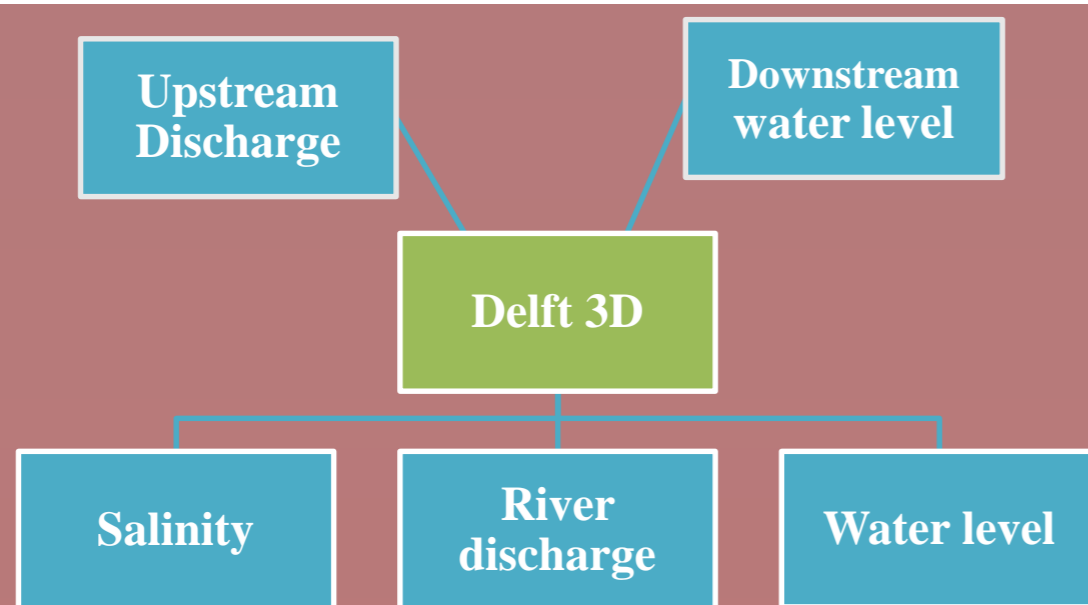 Upstream
Discharge
Downstream
water level
Delft 3D
Salinity
River
discharge
Water level